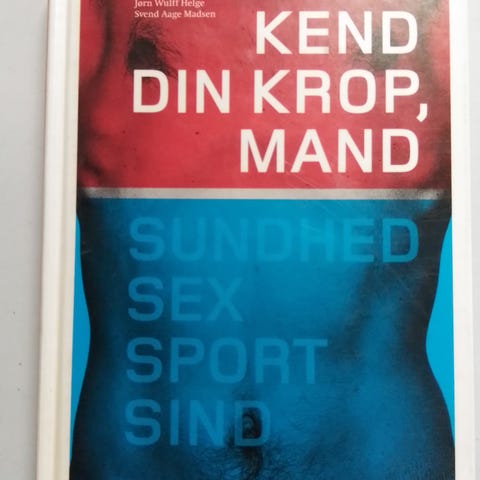 Jørn Wulff Helge
Svend Aage Madsen
KEND
DIN KROP,
MAND
SUNDHED
SEX
SPORT
SIND